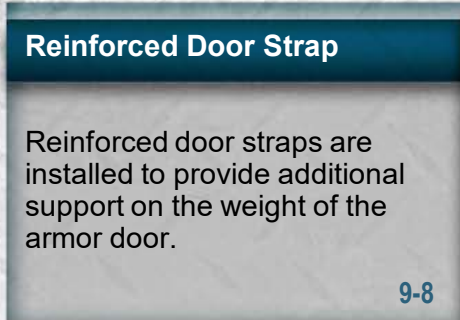 Reinforced Door Strap
Reinforced door straps are
installed to provide additional
support on the weight of the
armor door.
9-8